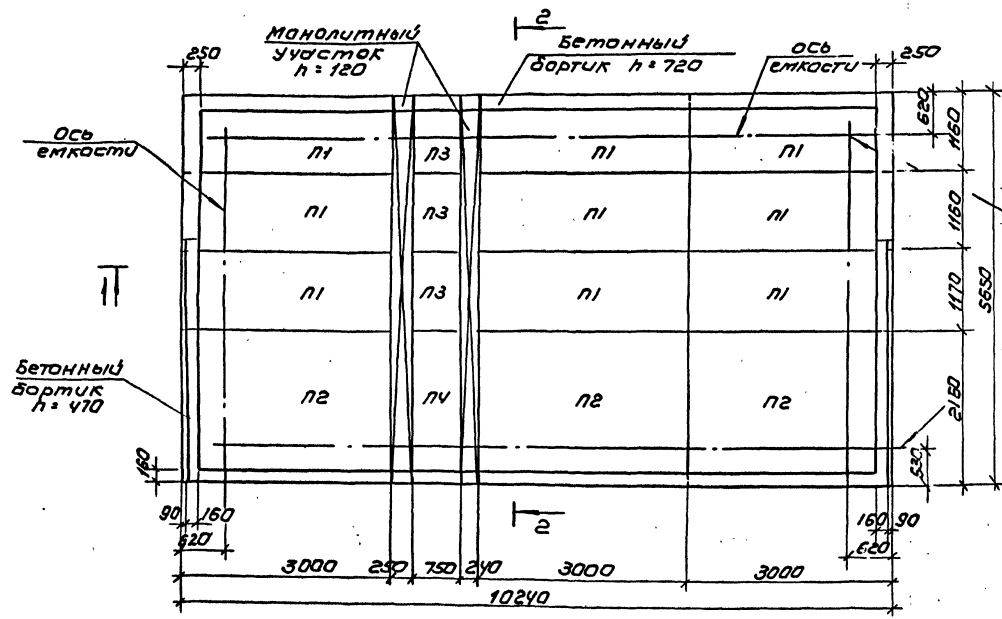 2
Манолитный
участок
h = 120
Бетонный
бортик h = 720
ось
емкости
250
250
620
1160
ось
емкости
П1
П3
П1
П1
П1
П3
П1
П1
1160
5650
П1
П3
П1
П1
1170
Бетонный
бортик
h = 470
П2
П4
П2
П2
2160
160
530
90
160
620
2
160
90
620
3000
250
750
240
3000
3000
10240